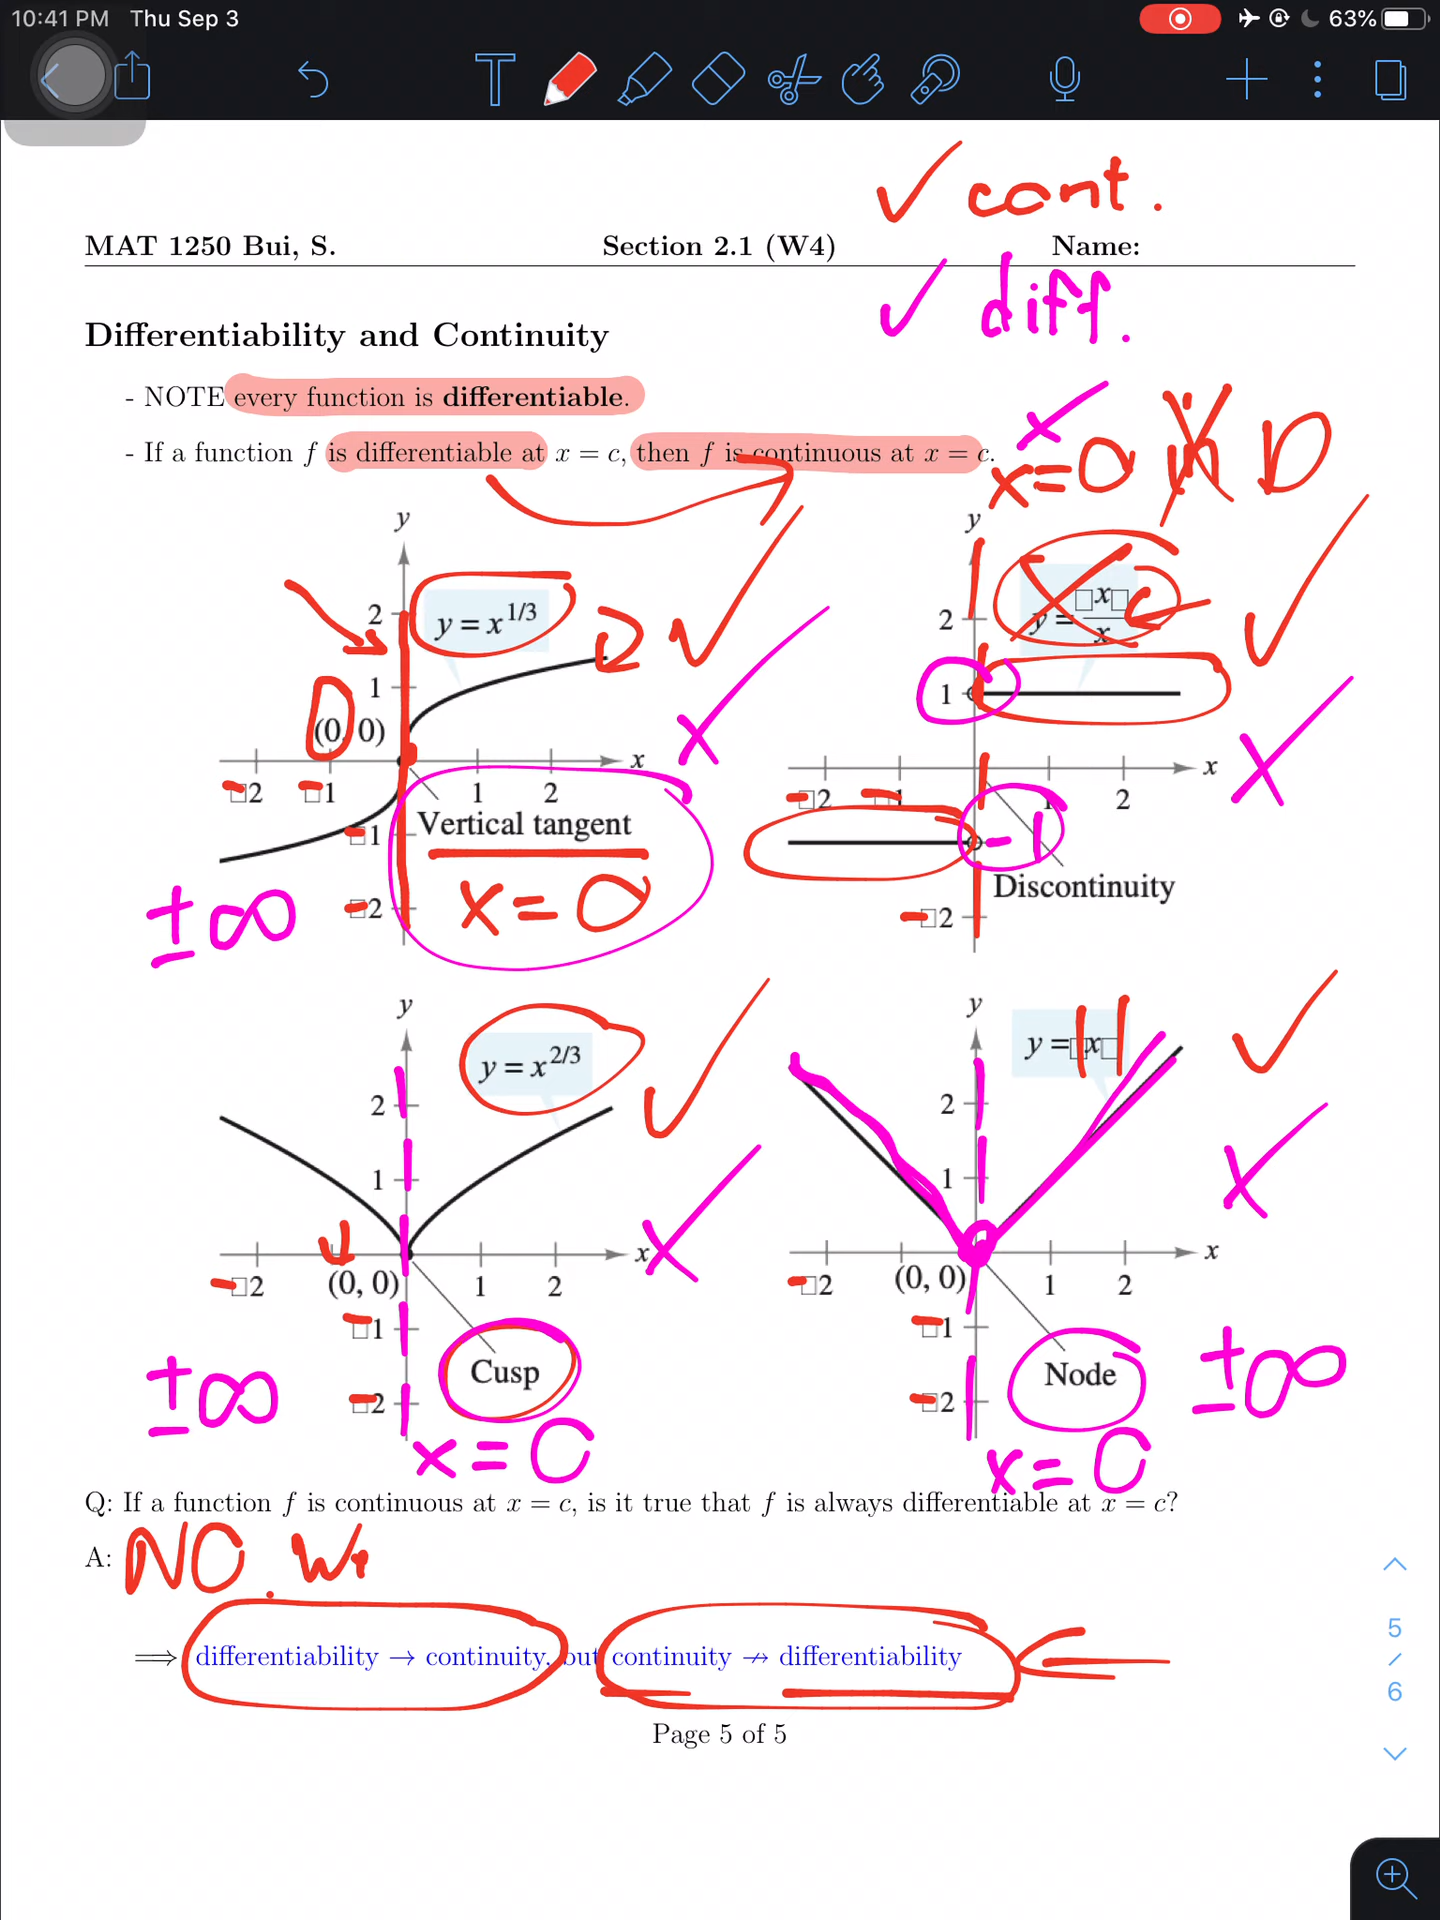 10:41 PM Thu Sep 3 63%
✓ cont.
MAT 1250 Bui, S. Section 2.1 (W4) Name:
✓ diff.
Differentiability and Continuity
- NOTE every function is differentiable.
- If a function f is differentiable at x = c, then f is continuous at x = c.
x=0 D
y
y = x^1/3
2
1
(0, 0)
x
-□2 -□1 1 2
-□1
Vertical tangent
-□2
x=0
±∞
y
y = □x□/x
2
1
x
-□2 1 2
-1
Discontinuity
-□2
y
y = x^2/3
2
1
x
-□2 (0, 0) 1 2
-□1
Cusp
-□2
±∞
x=0
y
y = |□x□|
2
1
x
-□2 (0, 0) 1 2
-□1
Node
-□2
±∞
x=0
Q: If a function f is continuous at x = c, is it true that f is always differentiable at x = c?
A: NO.
⟹ differentiability → continuity, but continuity ↛ differentiability
Page 5 of 5
5
/
6